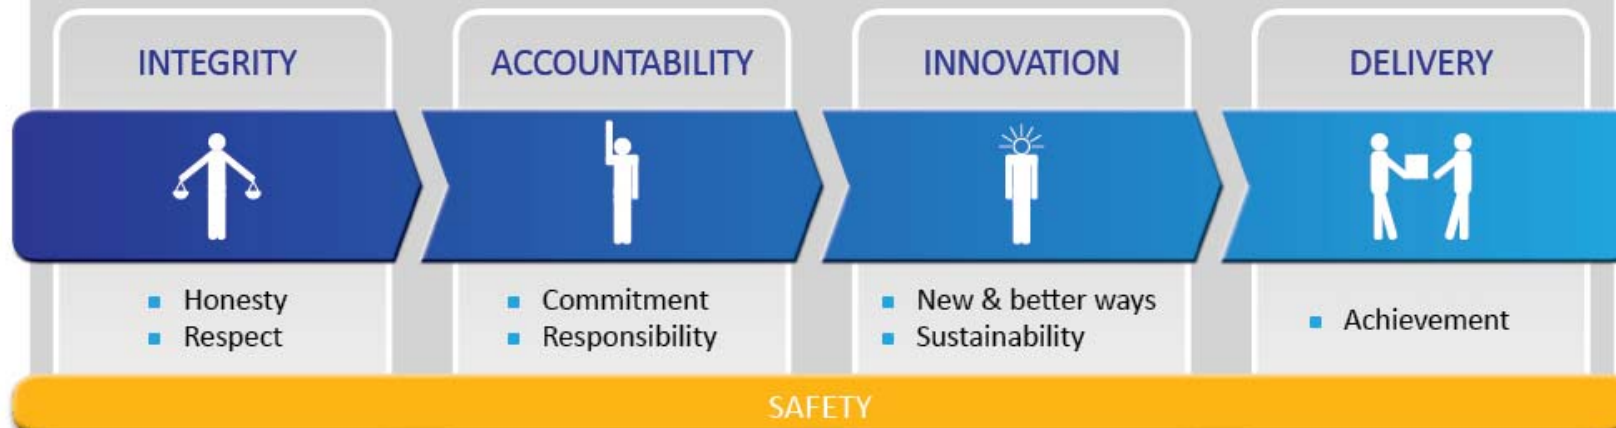 INTEGRITY
ACCOUNTABILITY
INNOVATION
DELIVERY
Honesty
Respect
Commitment
Responsibility
New & better ways
Sustainability
Achievement
SAFETY